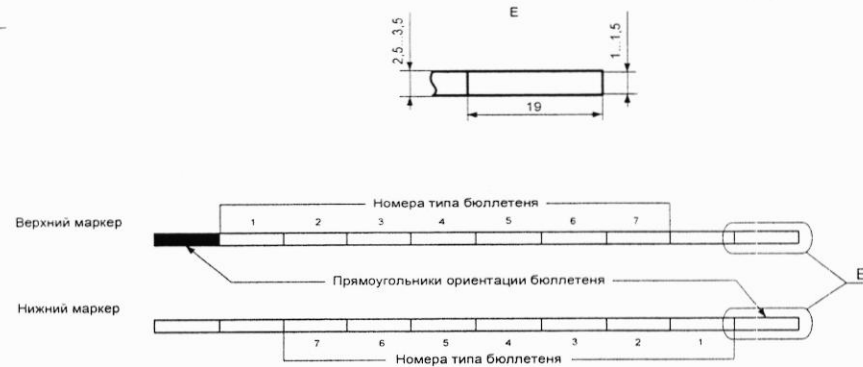 E
2,5...3,5
1...1,5
19
Номера типа бюллетеня
1 2 3 4 5 6 7
Верхний маркер
Прямоугольники ориентации бюллетеня
E
Нижний маркер
7 6 5 4 3 2 1
Номера типа бюллетеня